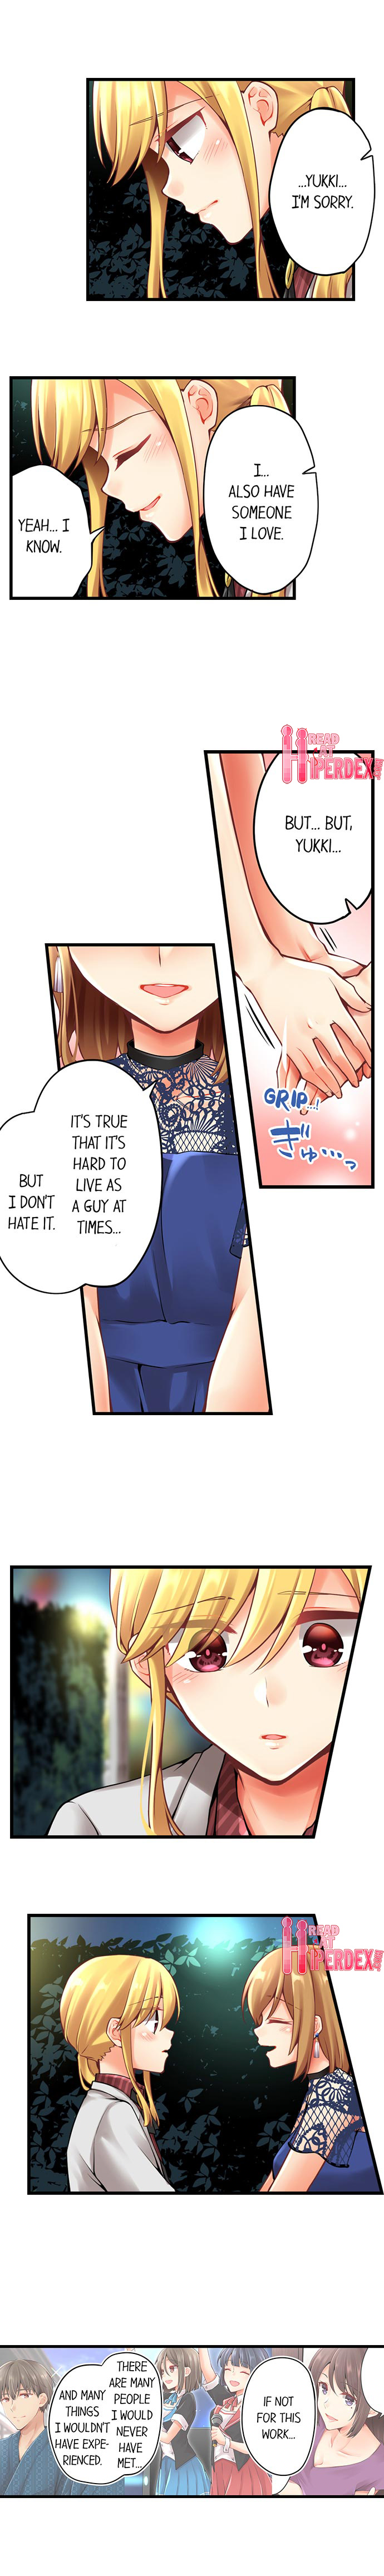 ...YUKKI...
I'M SORRY.
I...
ALSO HAVE
SOMEONE
I LOVE.
YEAH... I
KNOW.
READ
AT
HIPERDEX
BUT... BUT,
YUKKI...
GRIP...!
ぎゅ…っ
IT'S TRUE
THAT IT'S
HARD TO
LIVE AS
A GUY AT
TIMES...
BUT
I DON'T
HATE IT.
READ
AT
HIPERDEX
IF NOT
FOR THIS
WORK...
THERE
ARE MANY
PEOPLE
I WOULD
NEVER
HAVE
MET...
AND MANY
THINGS
I WOULDN'T
HAVE EXPE-
RIENCED.